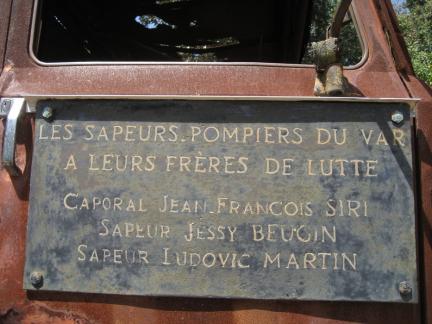 LES SAPEURS-POMPIERS DU VAR
A LEURS FRÈRES DE LUTTE
CAPORAL JEAN-FRANCOIS SIRI
SAPEUR JESSY BEUGIN
SAPEUR LUDOVIC MARTIN